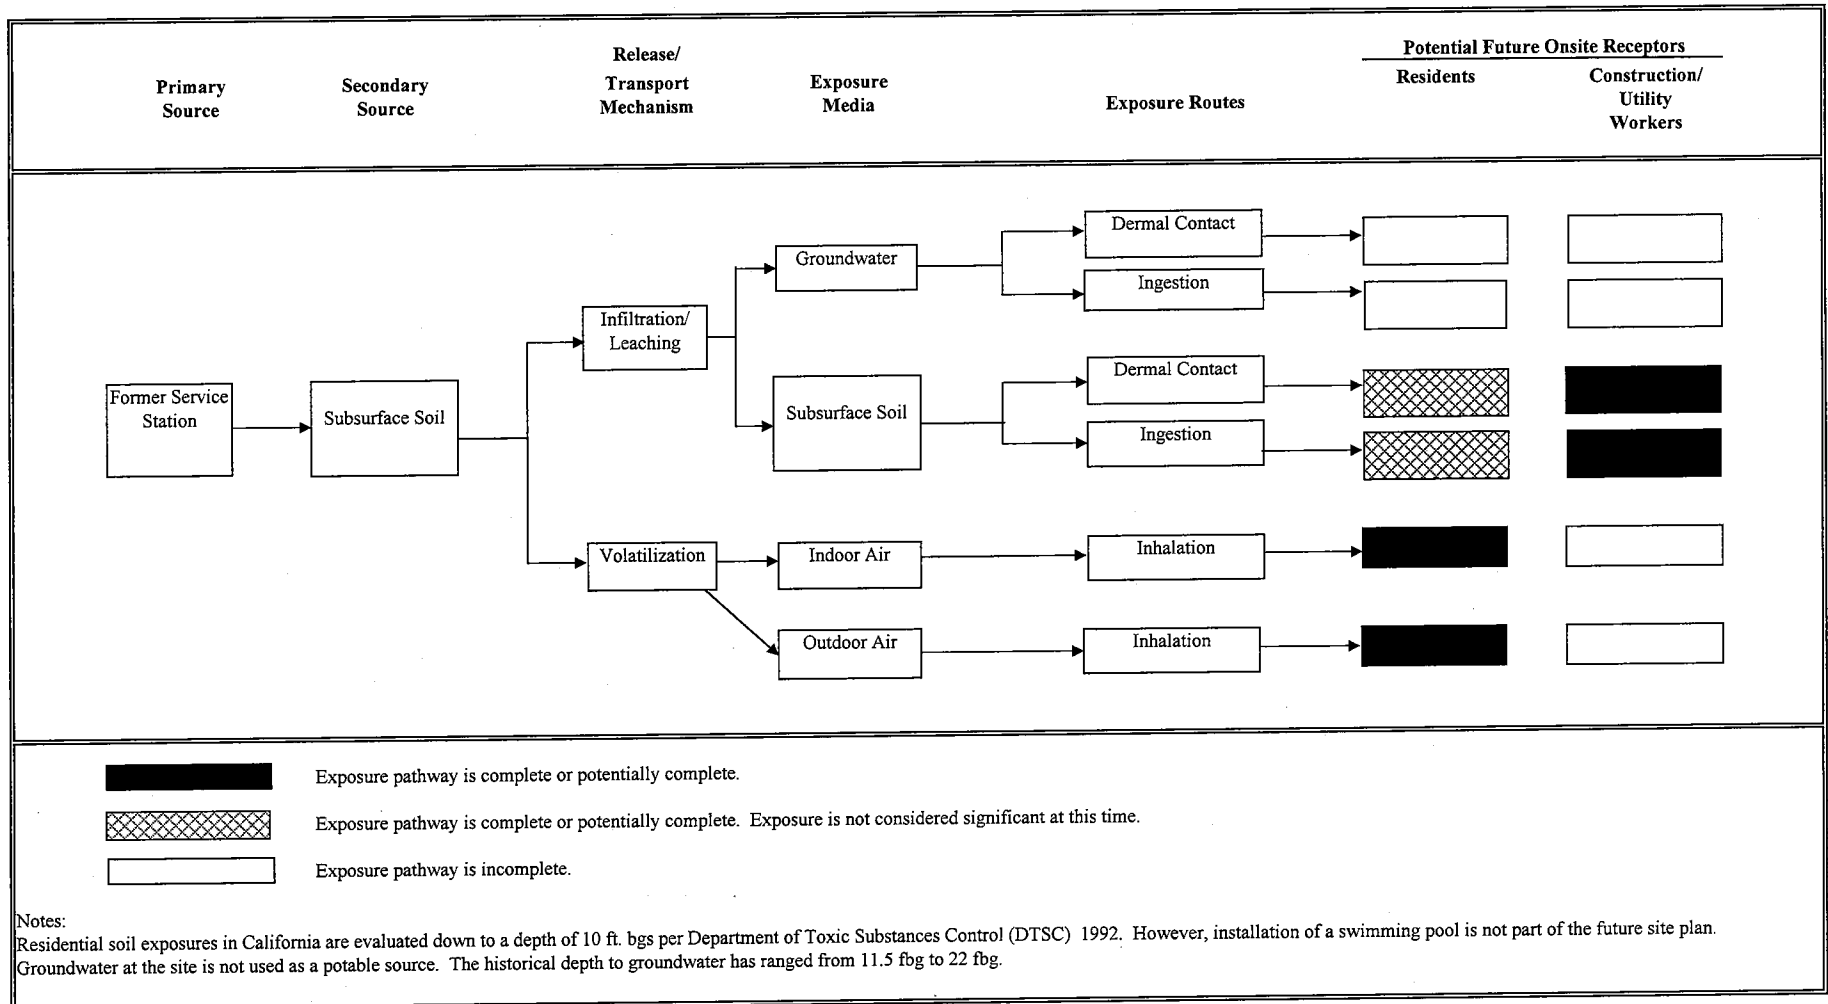 Potential Future Onsite Receptors
Primary
Source
Secondary
Source
Release/
Transport
Mechanism
Exposure
Media
Exposure Routes
Residents
Construction/
Utility
Workers
Former Service
Station
Subsurface Soil
Infiltration/
Leaching
Volatilization
Groundwater
Subsurface Soil
Indoor Air
Outdoor Air
Dermal Contact
Ingestion
Dermal Contact
Ingestion
Inhalation
Inhalation
Exposure pathway is complete or potentially complete.
Exposure pathway is complete or potentially complete. Exposure is not considered significant at this time.
Exposure pathway is incomplete.
Notes:
Residential soil exposures in California are evaluated down to a depth of 10 ft. bgs per Department of Toxic Substances Control (DTSC) 1992. However, installation of a swimming pool is not part of the future site plan.
Groundwater at the site is not used as a potable source. The historical depth to groundwater has ranged from 11.5 fbg to 22 fbg.